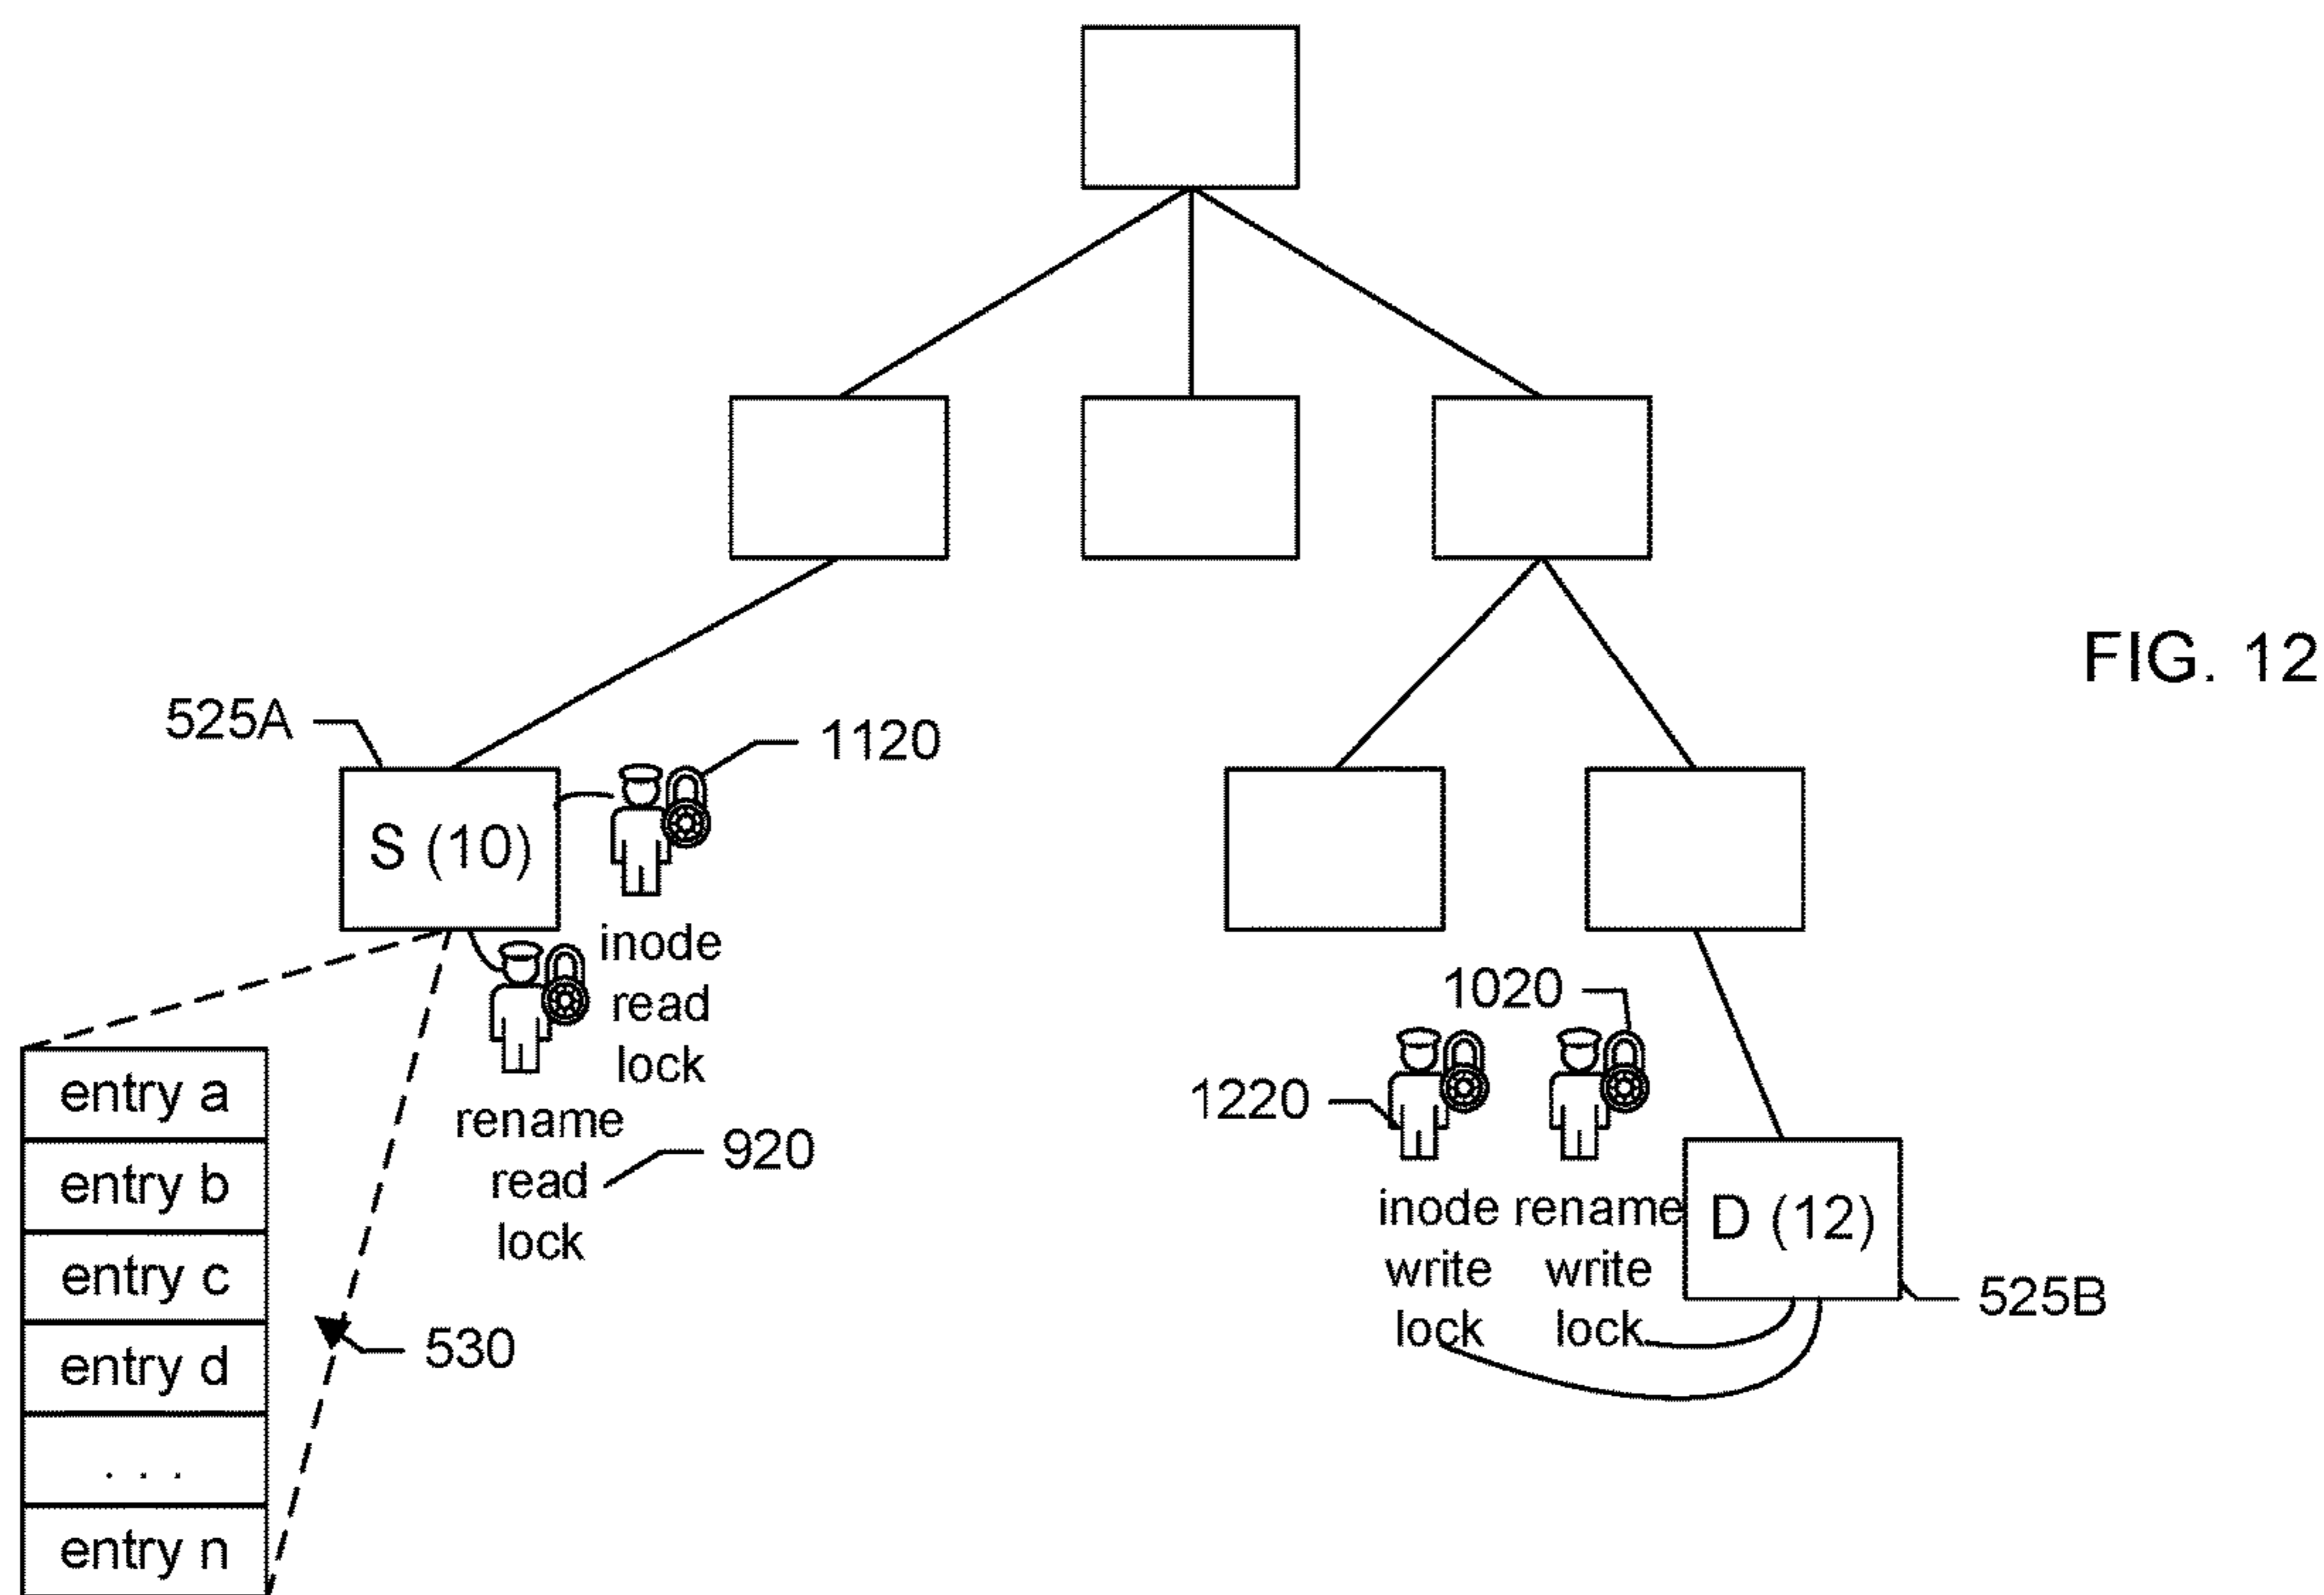 FIG. 12
525A
1120
S (10)
inode
read
lock
rename
read
lock
920
entry a
entry b
entry c
entry d
. . .
entry n
530
1020
1220
inode rename
write write
lock lock
D (12)
525B